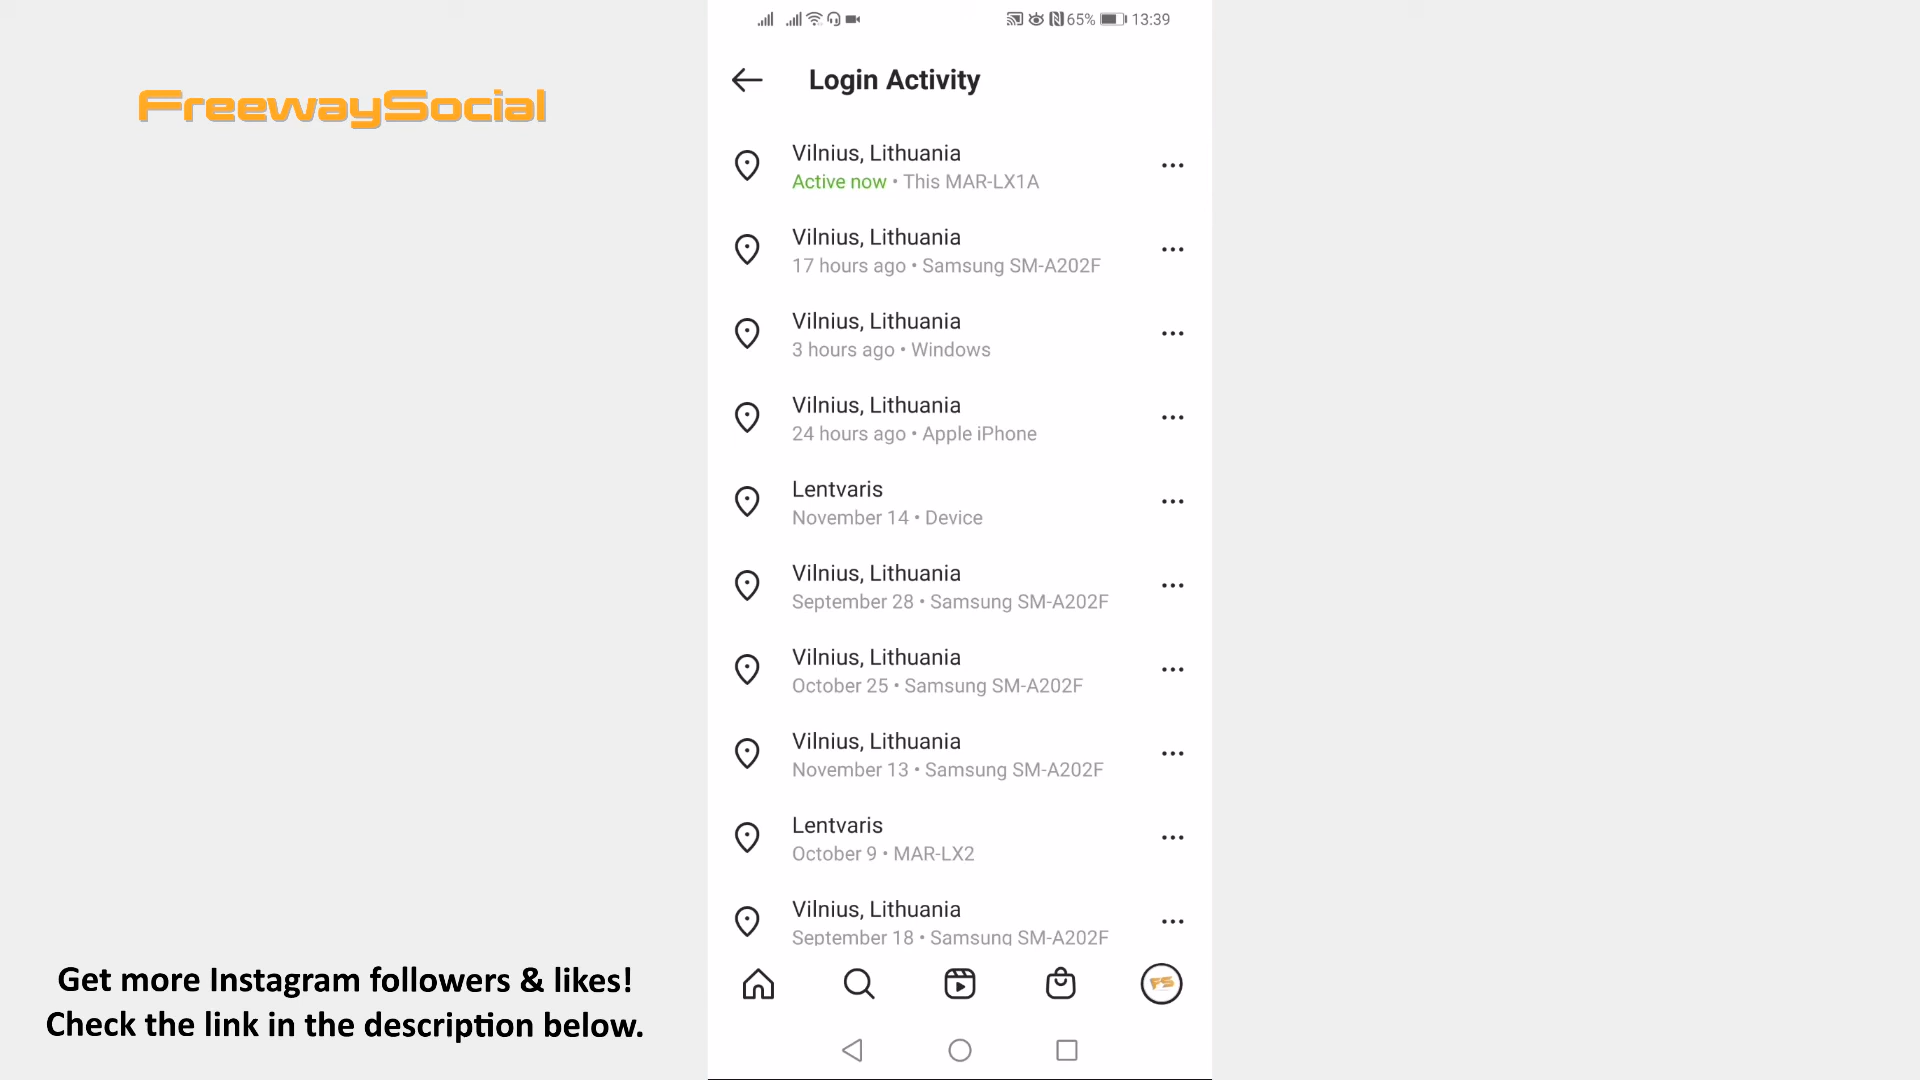 65% 13:39
FreewaySocial
Login Activity
Vilnius, Lithuania
Active now • This MAR-LX1A
Vilnius, Lithuania
17 hours ago • Samsung SM-A202F
Vilnius, Lithuania
3 hours ago • Windows
Vilnius, Lithuania
24 hours ago • Apple iPhone
Lentvaris
November 14 • Device
Vilnius, Lithuania
September 28 • Samsung SM-A202F
Vilnius, Lithuania
October 25 • Samsung SM-A202F
Vilnius, Lithuania
November 13 • Samsung SM-A202F
Lentvaris
October 9 • MAR-LX2
Vilnius, Lithuania
September 18 • Samsung SM-A202F
FS
Get more Instagram followers & likes!
Check the link in the description below.